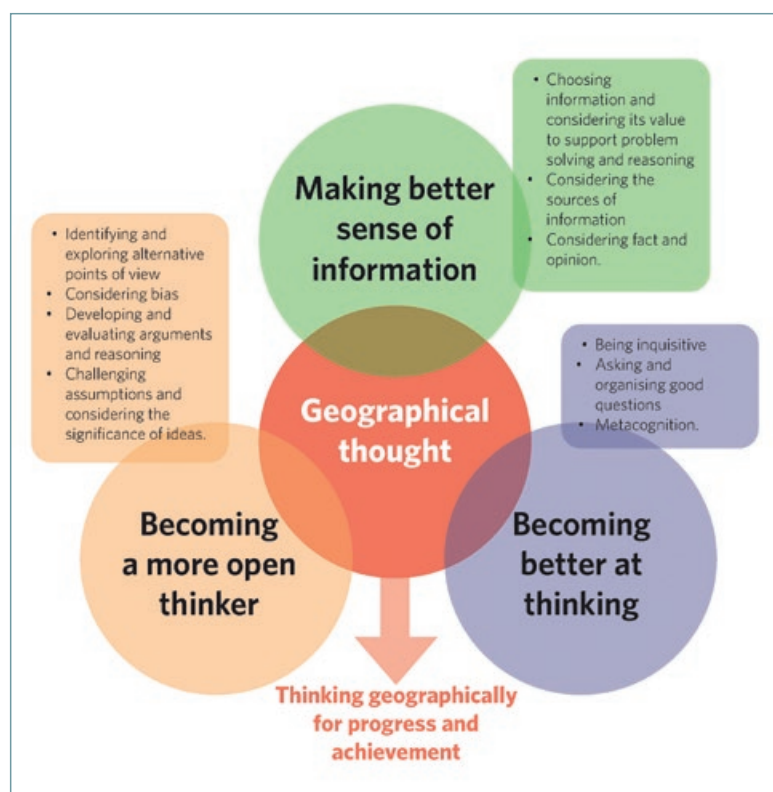 • Choosing
information and
considering its value
to support problem
solving and reasoning
• Considering the
sources of
information
• Considering fact and
opinion.
Making better
sense of
information
• Identifying and
exploring alternative
points of view
• Considering bias
• Developing and
evaluating arguments
and reasoning
• Challenging
assumptions and
considering the
significance of ideas.
• Being inquisitive
• Asking and
organising good
questions
• Metacognition.
Geographical
thought
Becoming
a more open
thinker
Becoming
better at
thinking
Thinking geographically
for progress and
achievement